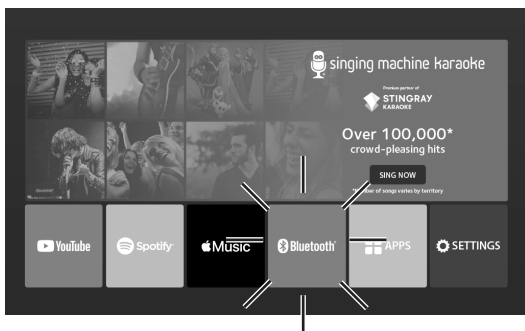 singing machine karaoke
Premium partner of
STINGRAY
KARAOKE
Over 100,000*
crowd-pleasing hits
SING NOW
*Number of songs varies by territory
YouTube
Spotify
Music
Bluetooth
APPS
SETTINGS